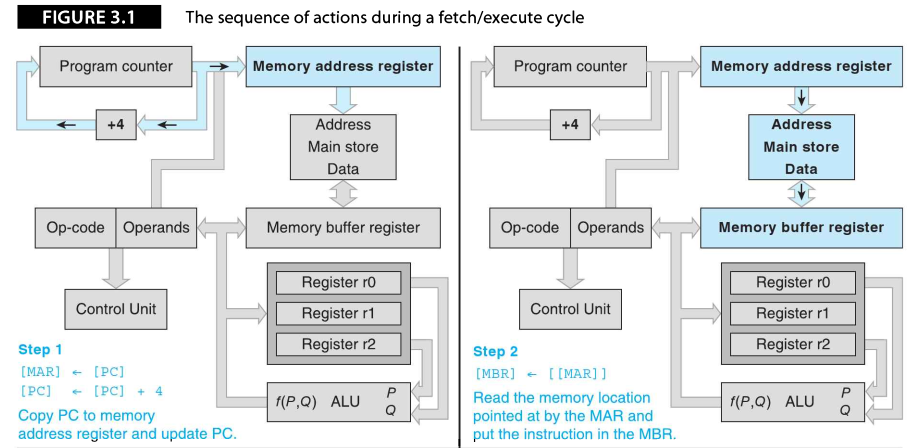 FIGURE 3.1 The sequence of actions during a fetch/execute cycle
Program counter
Memory address register
+4
Address
Main store
Data
Op-code
Operands
Memory buffer register
Control Unit
Register r0
Register r1
Register r2
f(P,Q) ALU
P
Q
Step 1
[MAR] ← [PC]
[PC] ← [PC] + 4
Copy PC to memory
address register and update PC.
Program counter
Memory address register
+4
Address
Main store
Data
Op-code
Operands
Memory buffer register
Control Unit
Register r0
Register r1
Register r2
f(P,Q) ALU
P
Q
Step 2
[MBR] ← [[MAR]]
Read the memory location
pointed at by the MAR and
put the instruction in the MBR.